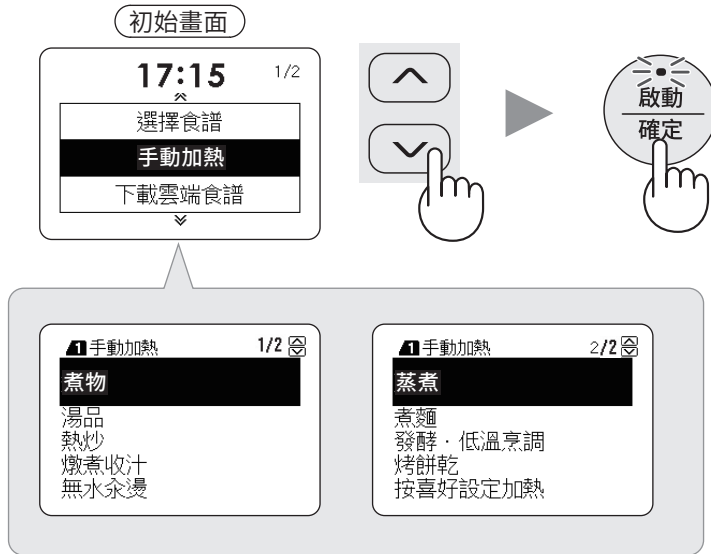 初始畫面
17:15 1/2
選擇食譜
手動加熱
下載雲端食譜
啟動
確定
1 手動加熱 1/2
煮物
湯品
熱炒
燉煮收汁
無水汆燙
1 手動加熱 2/2
蒸煮
煮麵
發酵・低溫烹調
烤餅乾
按喜好設定加熱